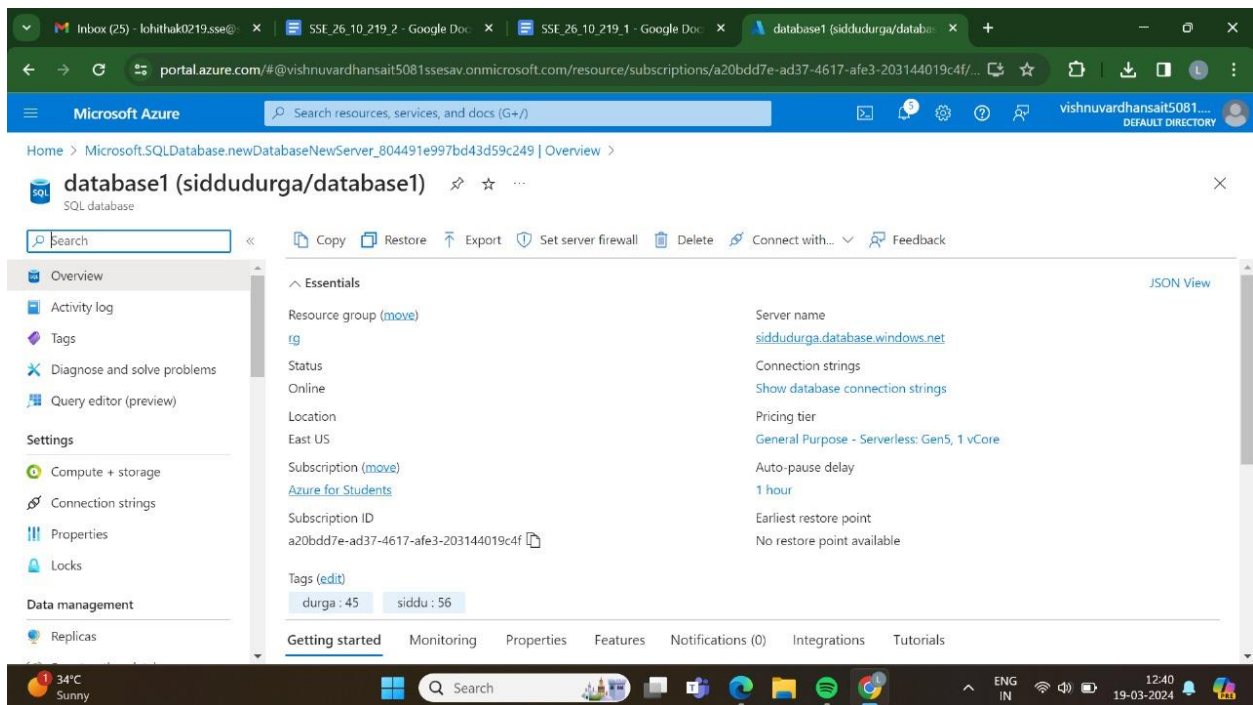 Inbox (25) - lohithak0219.sse@
SSE_26_10_219_2 - Google Doc
SSE_26_10_219_1 - Google Doc
database1 (siddudurga/databas
portal.azure.com/#@vishnuvardhansait5081ssesav.onmicrosoft.com/resource/subscriptions/a20bdd7e-ad37-4617-afe3-203144019c4f/...
L
Microsoft Azure
Search resources, services, and docs (G+/)
5
vishnuvardhansait5081....
DEFAULT DIRECTORY
Home > Microsoft.SQLDatabase.newDatabaseNewServer_804491e997bd43d59c249 | Overview >
SQL
database1 (siddudurga/database1)
SQL database
Search
Copy
Restore
Export
Set server firewall
Delete
Connect with...
Feedback
Overview
Activity log
Tags
Diagnose and solve problems
Query editor (preview)
Settings
Compute + storage
Connection strings
Properties
Locks
Data management
Replicas
Essentials
JSON View
Resource group (move)
rg
Status
Online
Location
East US
Subscription (move)
Azure for Students
Subscription ID
a20bdd7e-ad37-4617-afe3-203144019c4f
Server name
siddudurga.database.windows.net
Connection strings
Show database connection strings
Pricing tier
General Purpose - Serverless: Gen5, 1 vCore
Auto-pause delay
1 hour
Earliest restore point
No restore point available
Tags (edit)
durga : 45
siddu : 56
Getting started
Monitoring
Properties
Features
Notifications (0)
Integrations
Tutorials
1
34°C
Sunny
Search
ENG
IN
12:40
19-03-2024
PRE